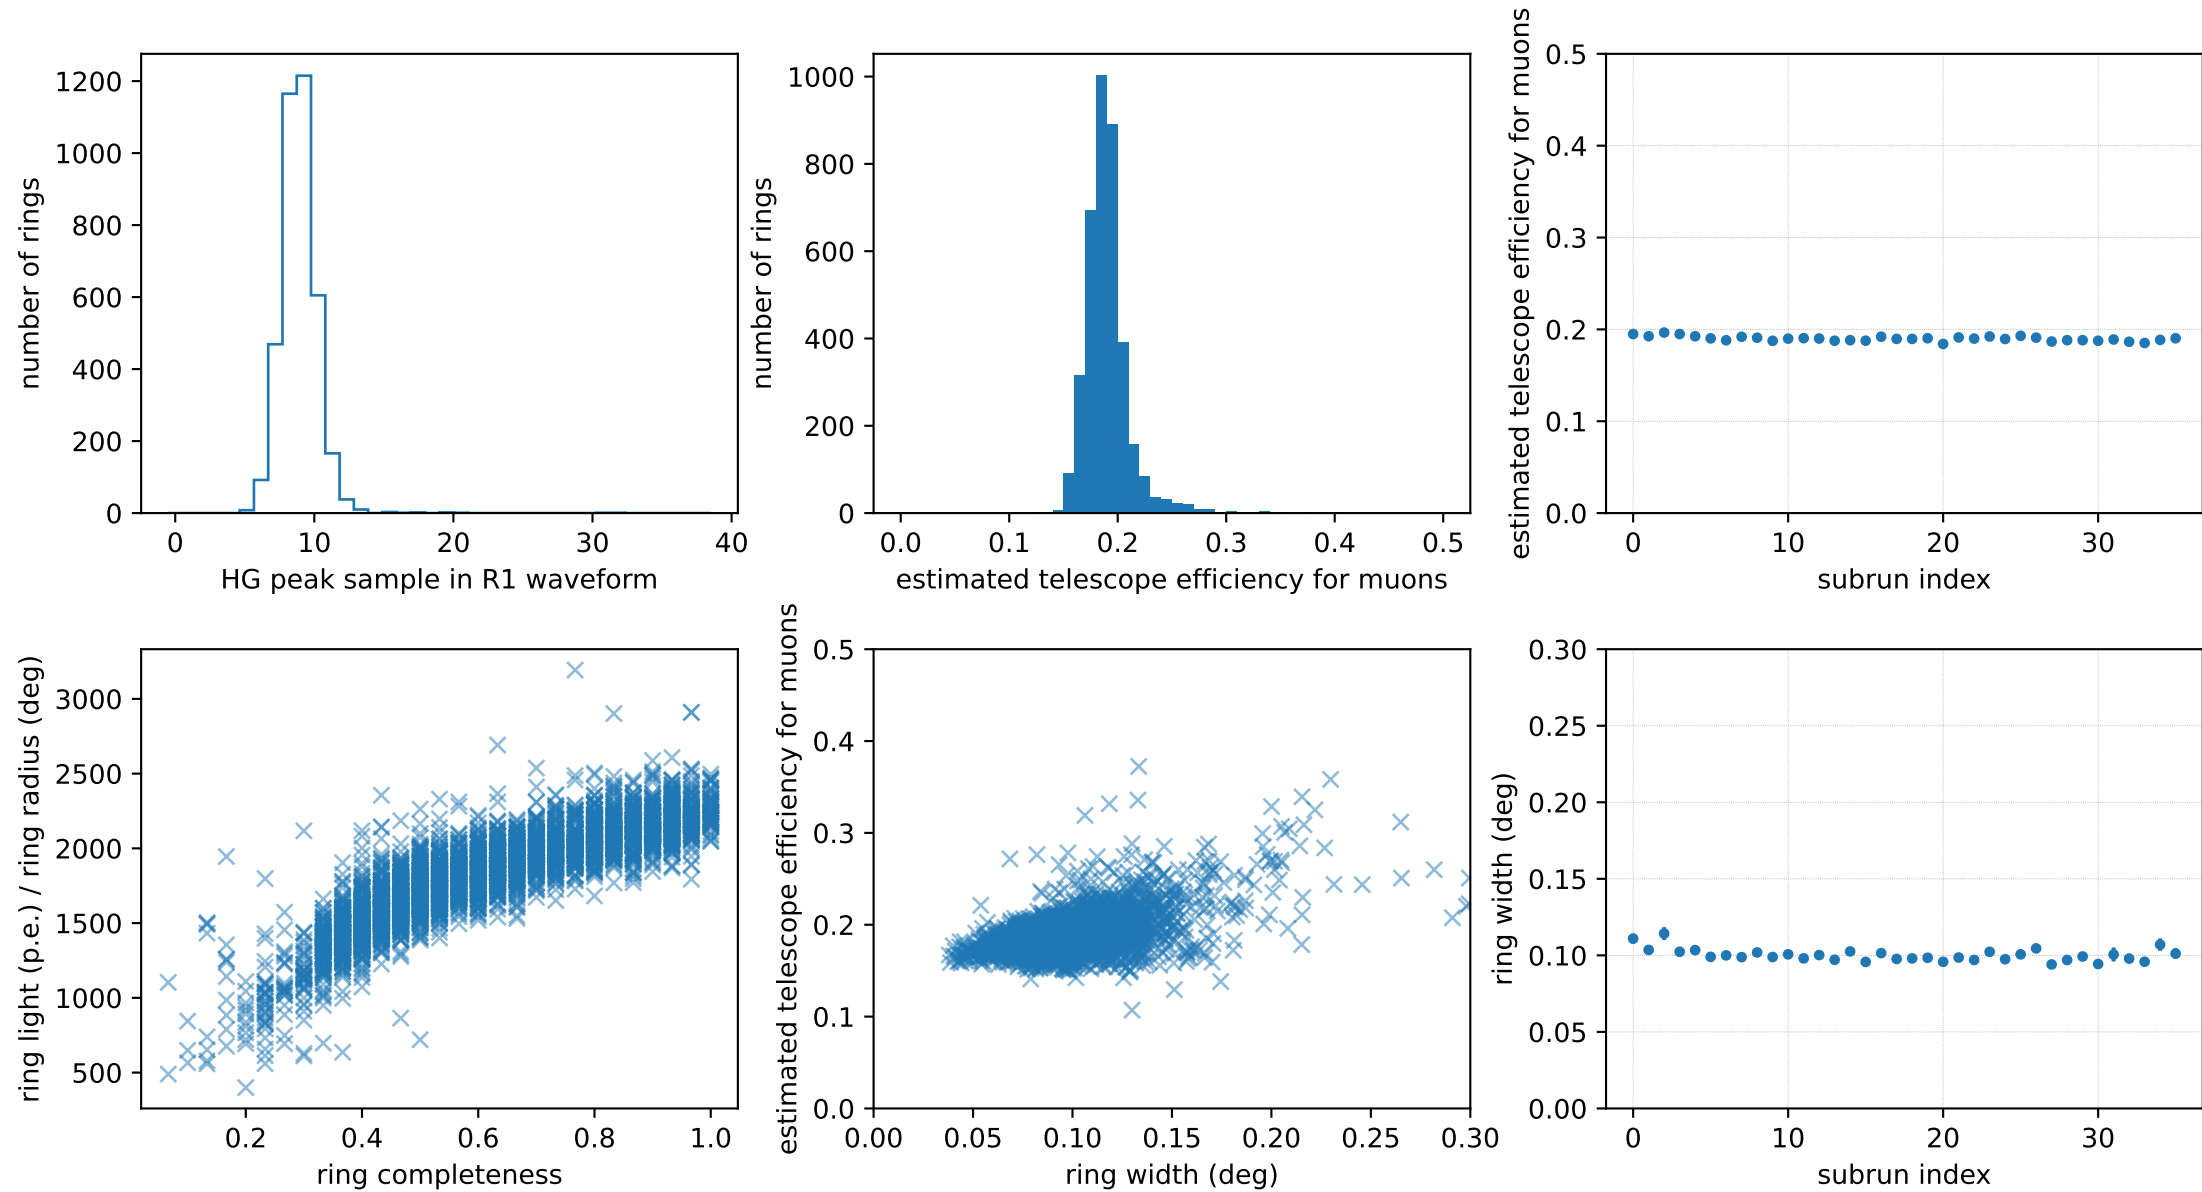 number of rings
1200
1000
800
600
400
200
0
0 10 20 30 40
HG peak sample in R1 waveform
number of rings
1000
800
600
400
200
0
0.0 0.1 0.2 0.3 0.4 0.5
estimated telescope efficiency for muons
estimated telescope efficiency for muons
0.5
0.4
0.3
0.2
0.1
0.0
0 10 20 30
subrun index
ring light (p.e.) / ring radius (deg)
3000
2500
2000
1500
1000
500
0.2 0.4 0.6 0.8 1.0
ring completeness
estimated telescope efficiency for muons
0.5
0.4
0.3
0.2
0.1
0.0
0.00 0.05 0.10 0.15 0.20 0.25 0.30
ring width (deg)
ring width (deg)
0.30
0.25
0.20
0.15
0.10
0.05
0.00
0 10 20 30
subrun index